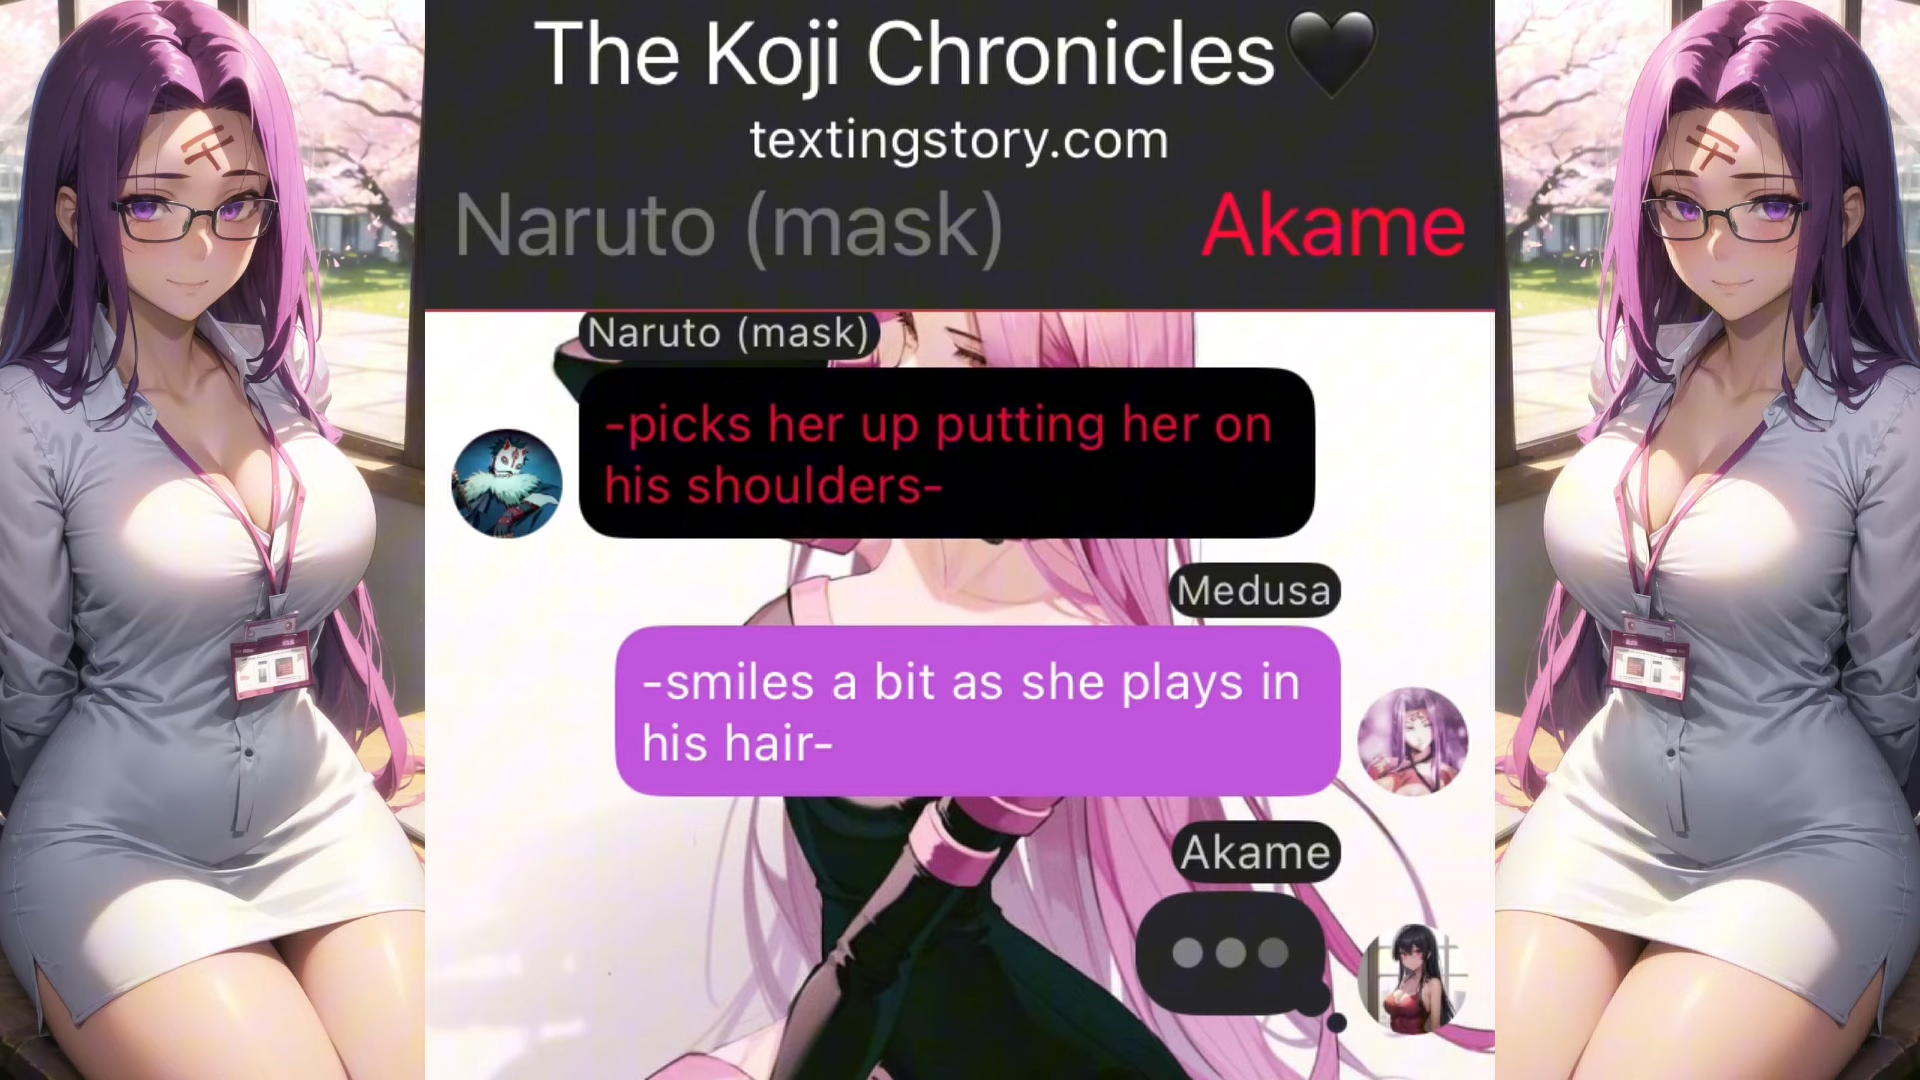 The Koji Chronicles🖤
textingstory.com
Naruto (mask)
Akame
Naruto (mask)
-picks her up putting her on
his shoulders-
Medusa
-smiles a bit as she plays in
his hair-
Akame